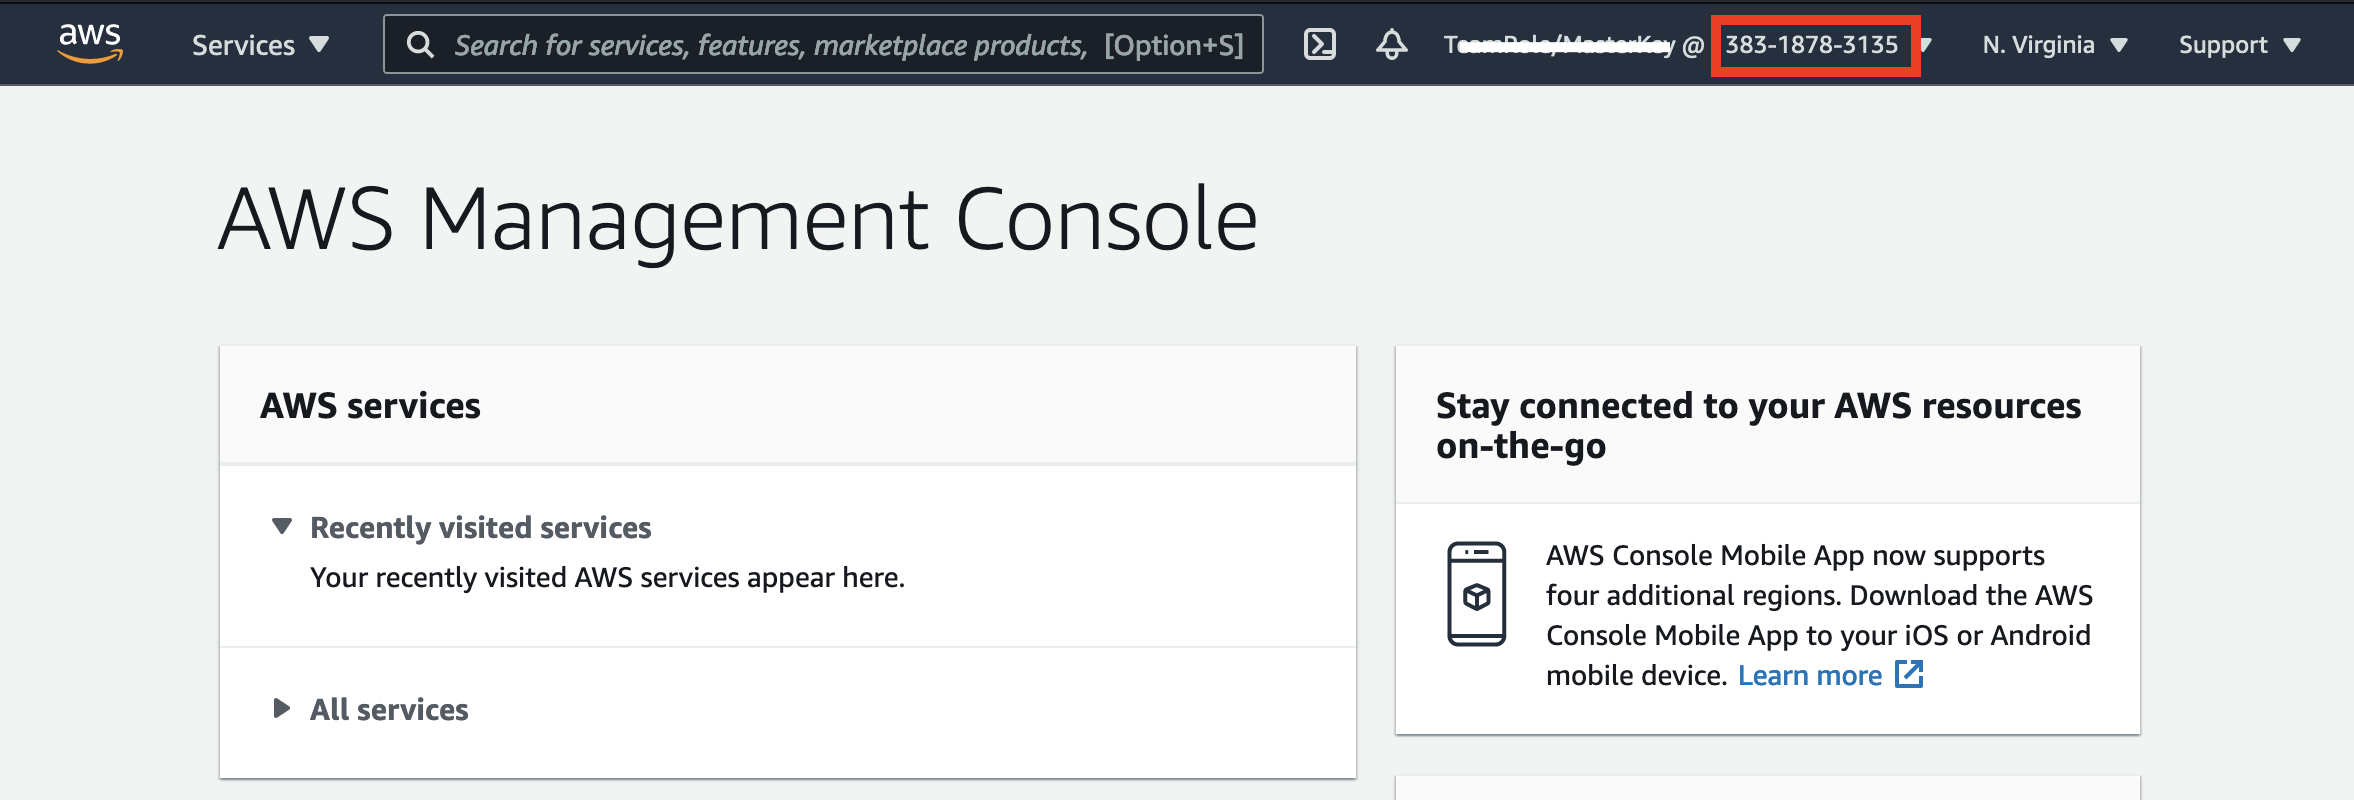 aws
Services
Search for services, features, marketplace products, [Option+S]
TeamRole/MasterKey @ 383-1878-3135
N. Virginia
Support
AWS Management Console
AWS services
Recently visited services
Your recently visited AWS services appear here.
All services
Stay connected to your AWS resources
on-the-go
AWS Console Mobile App now supports
four additional regions. Download the AWS
Console Mobile App to your iOS or Android
mobile device. Learn more